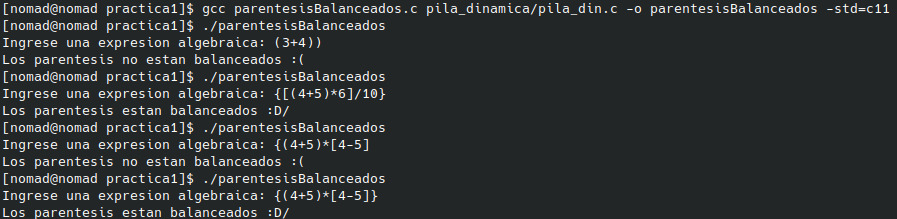 [nomad@nomad practica1]$ gcc parentesisBalanceados.c pila_dinamica/pila_din.c -o parentesisBalanceados -std=c11
[nomad@nomad practica1]$ ./parentesisBalanceados
Ingrese una expresion algebraica: (3+4))
Los parentesis no estan balanceados :(
[nomad@nomad practica1]$ ./parentesisBalanceados
Ingrese una expresion algebraica: {[(4+5)*6]/10}
Los parentesis estan balanceados :D/
[nomad@nomad practica1]$ ./parentesisBalanceados
Ingrese una expresion algebraica: {(4+5)*[4-5]
Los parentesis no estan balanceados :(
[nomad@nomad practica1]$ ./parentesisBalanceados
Ingrese una expresion algebraica: {(4+5)*[4-5]}
Los parentesis estan balanceados :D/